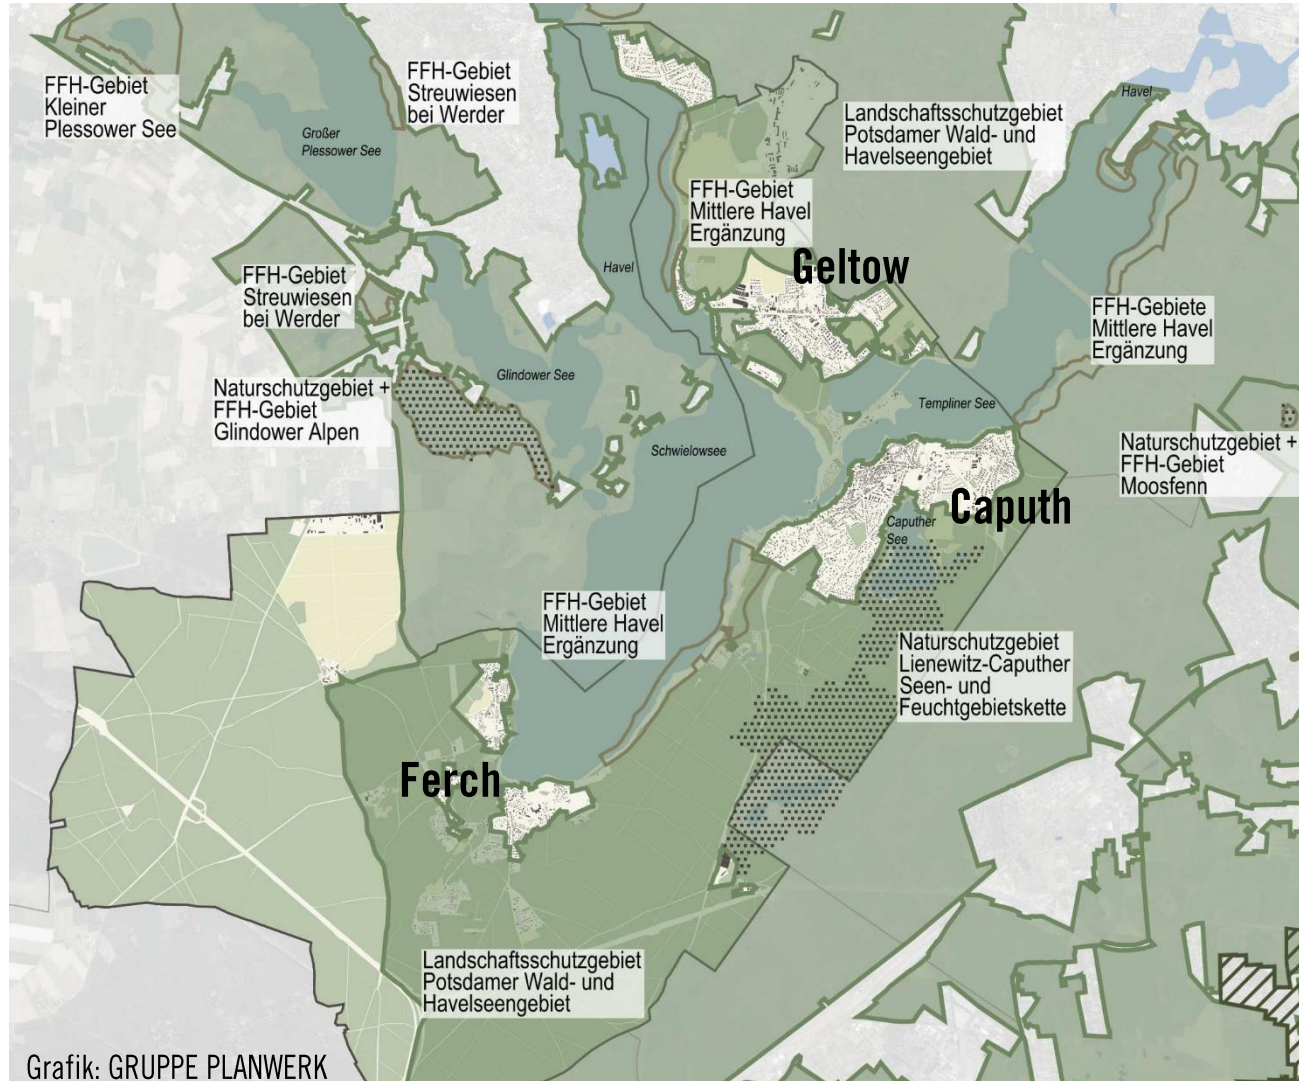 FFH-Gebiet
Kleiner
Plessower See
FFH-Gebiet
Streuwiesen
bei Werder
Großer
Plessower See
Havel
Landschaftsschutzgebiet
Potsdamer Wald- und
Havelseengebiet
FFH-Gebiet
Mittlere Havel
Ergänzung
Geltow
Havel
FFH-Gebiet
Streuwiesen
bei Werder
FFH-Gebiete
Mittlere Havel
Ergänzung
Glindower See
Naturschutzgebiet +
FFH-Gebiet
Glindower Alpen
Templiner See
Schwielowsee
Naturschutzgebiet +
FFH-Gebiet
Moosfenn
Caputh
Caputher
See
FFH-Gebiet
Mittlere Havel
Ergänzung
Naturschutzgebiet
Lienewitz-Caputher
Seen- und
Feuchtgebietskette
Ferch
Landschaftsschutzgebiet
Potsdamer Wald- und
Havelseengebiet
Grafik: GRUPPE PLANWERK